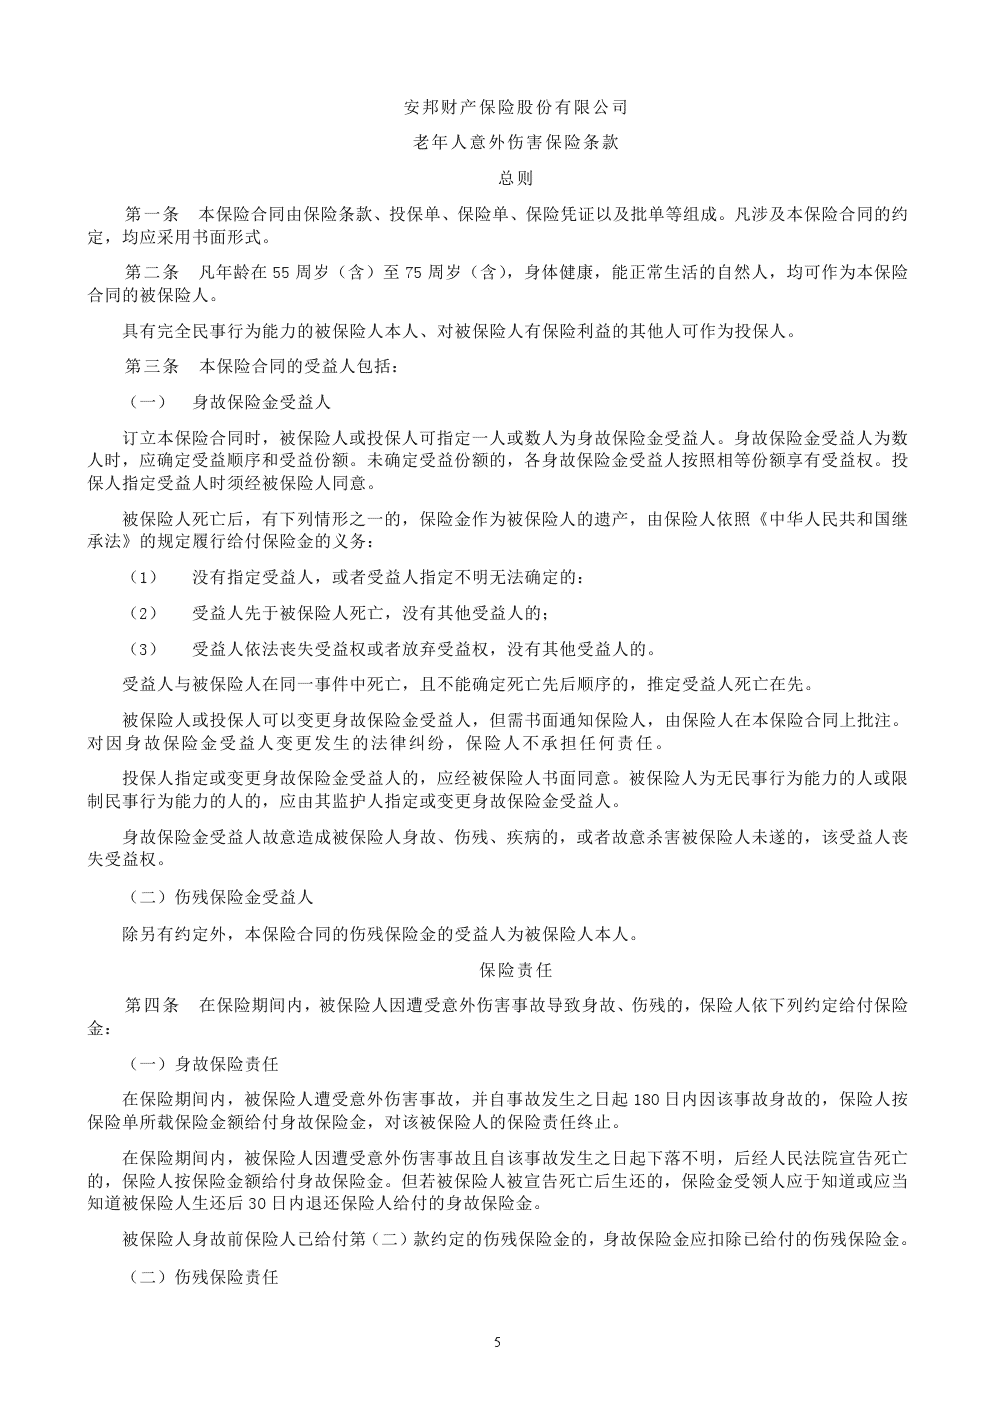 安邦财产保险股份有限公司
老年人意外伤害保险条款
总则
第一条　本保险合同由保险条款、投保单、保险单、保险凭证以及批单等组成。凡涉及本保险合同的约
定，均应采用书面形式。
第二条　凡年龄在 55 周岁（含）至 75 周岁（含），身体健康，能正常生活的自然人，均可作为本保险
合同的被保险人。
具有完全民事行为能力的被保险人本人、对被保险人有保险利益的其他人可作为投保人。
第三条　本保险合同的受益人包括：
（一）　身故保险金受益人
订立本保险合同时，被保险人或投保人可指定一人或数人为身故保险金受益人。身故保险金受益人为数
人时，应确定受益顺序和受益份额。未确定受益份额的，各身故保险金受益人按照相等份额享有受益权。投
保人指定受益人时须经被保险人同意。
被保险人死亡后，有下列情形之一的，保险金作为被保险人的遗产，由保险人依照《中华人民共和国继
承法》的规定履行给付保险金的义务：
（1）　没有指定受益人，或者受益人指定不明无法确定的：
（2）　受益人先于被保险人死亡，没有其他受益人的；
（3）　受益人依法丧失受益权或者放弃受益权，没有其他受益人的。
受益人与被保险人在同一事件中死亡，且不能确定死亡先后顺序的，推定受益人死亡在先。
被保险人或投保人可以变更身故保险金受益人，但需书面通知保险人，由保险人在本保险合同上批注。
对因身故保险金受益人变更发生的法律纠纷，保险人不承担任何责任。
投保人指定或变更身故保险金受益人的，应经被保险人书面同意。被保险人为无民事行为能力的人或限
制民事行为能力的人的，应由其监护人指定或变更身故保险金受益人。
身故保险金受益人故意造成被保险人身故、伤残、疾病的，或者故意杀害被保险人未遂的，该受益人丧
失受益权。
（二）伤残保险金受益人
除另有约定外，本保险合同的伤残保险金的受益人为被保险人本人。
保险责任
第四条　在保险期间内，被保险人因遭受意外伤害事故导致身故、伤残的，保险人依下列约定给付保险
金：
（一）身故保险责任
在保险期间内，被保险人遭受意外伤害事故，并自事故发生之日起 180 日内因该事故身故的，保险人按
保险单所载保险金额给付身故保险金，对该被保险人的保险责任终止。
在保险期间内，被保险人因遭受意外伤害事故且自该事故发生之日起下落不明，后经人民法院宣告死亡
的，保险人按保险金额给付身故保险金。但若被保险人被宣告死亡后生还的，保险金受领人应于知道或应当
知道被保险人生还后 30 日内退还保险人给付的身故保险金。
被保险人身故前保险人已给付第（二）款约定的伤残保险金的，身故保险金应扣除已给付的伤残保险金。
（二）伤残保险责任
5